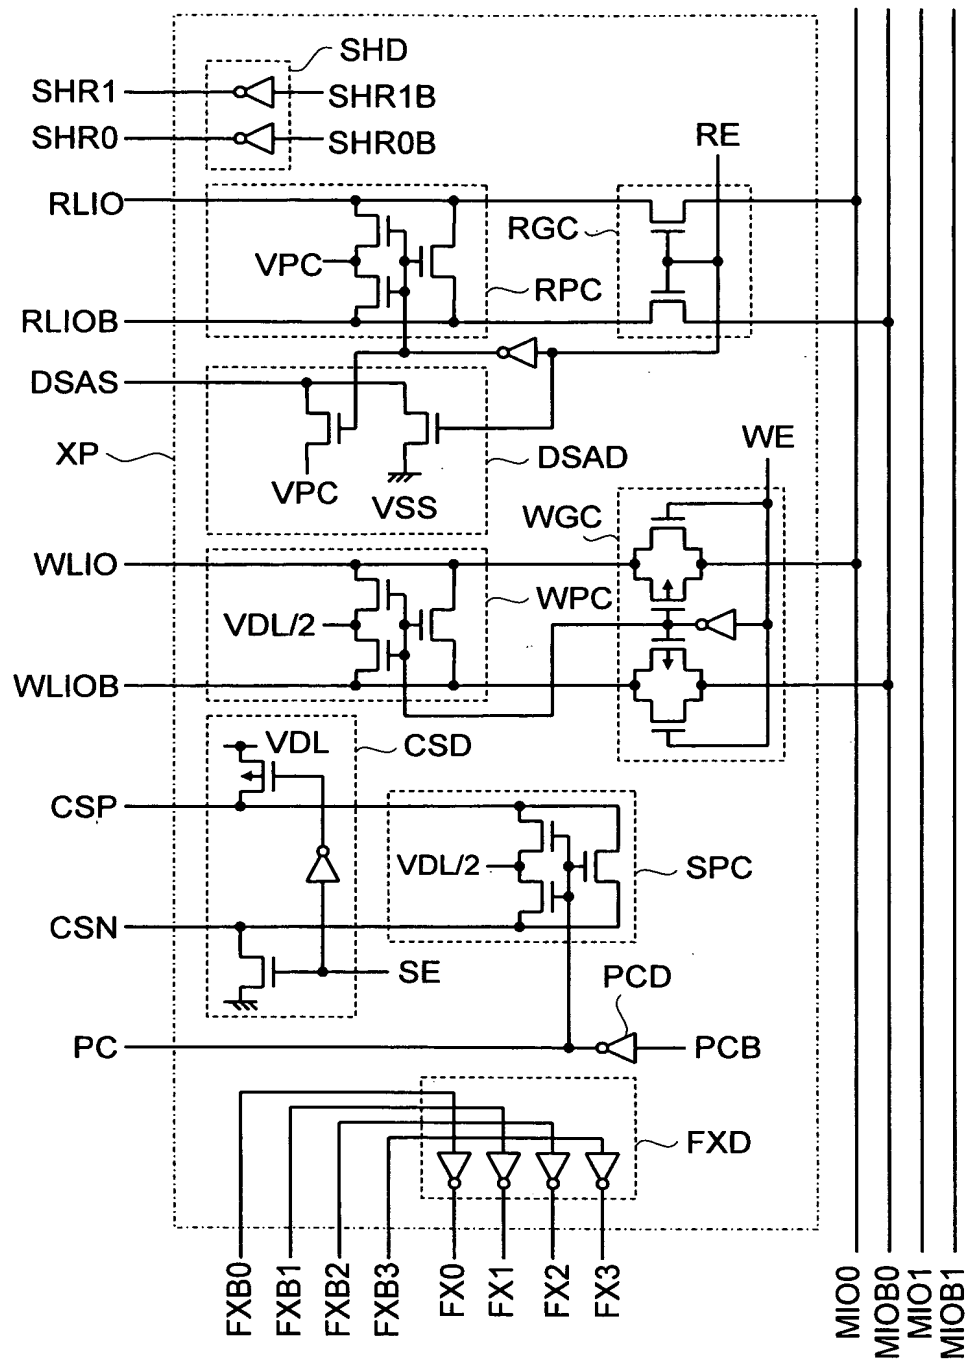 SHD
SHR1
SHR1B
SHR0
SHR0B
RE
RLIO
RGC
VPC
RPC
RLIOB
DSAS
XP
DSAD
WE
VPC
VSS
WGC
WLIO
WPC
VDL/2
WLIOB
VDL
CSD
CSP
VDL/2
SPC
CSN
SE
PCD
PC
PCB
FXD
FXB0
FXB1
FXB2
FXB3
FX0
FX1
FX2
FX3
MIO0
MIOB0
MIO1
MIOB1